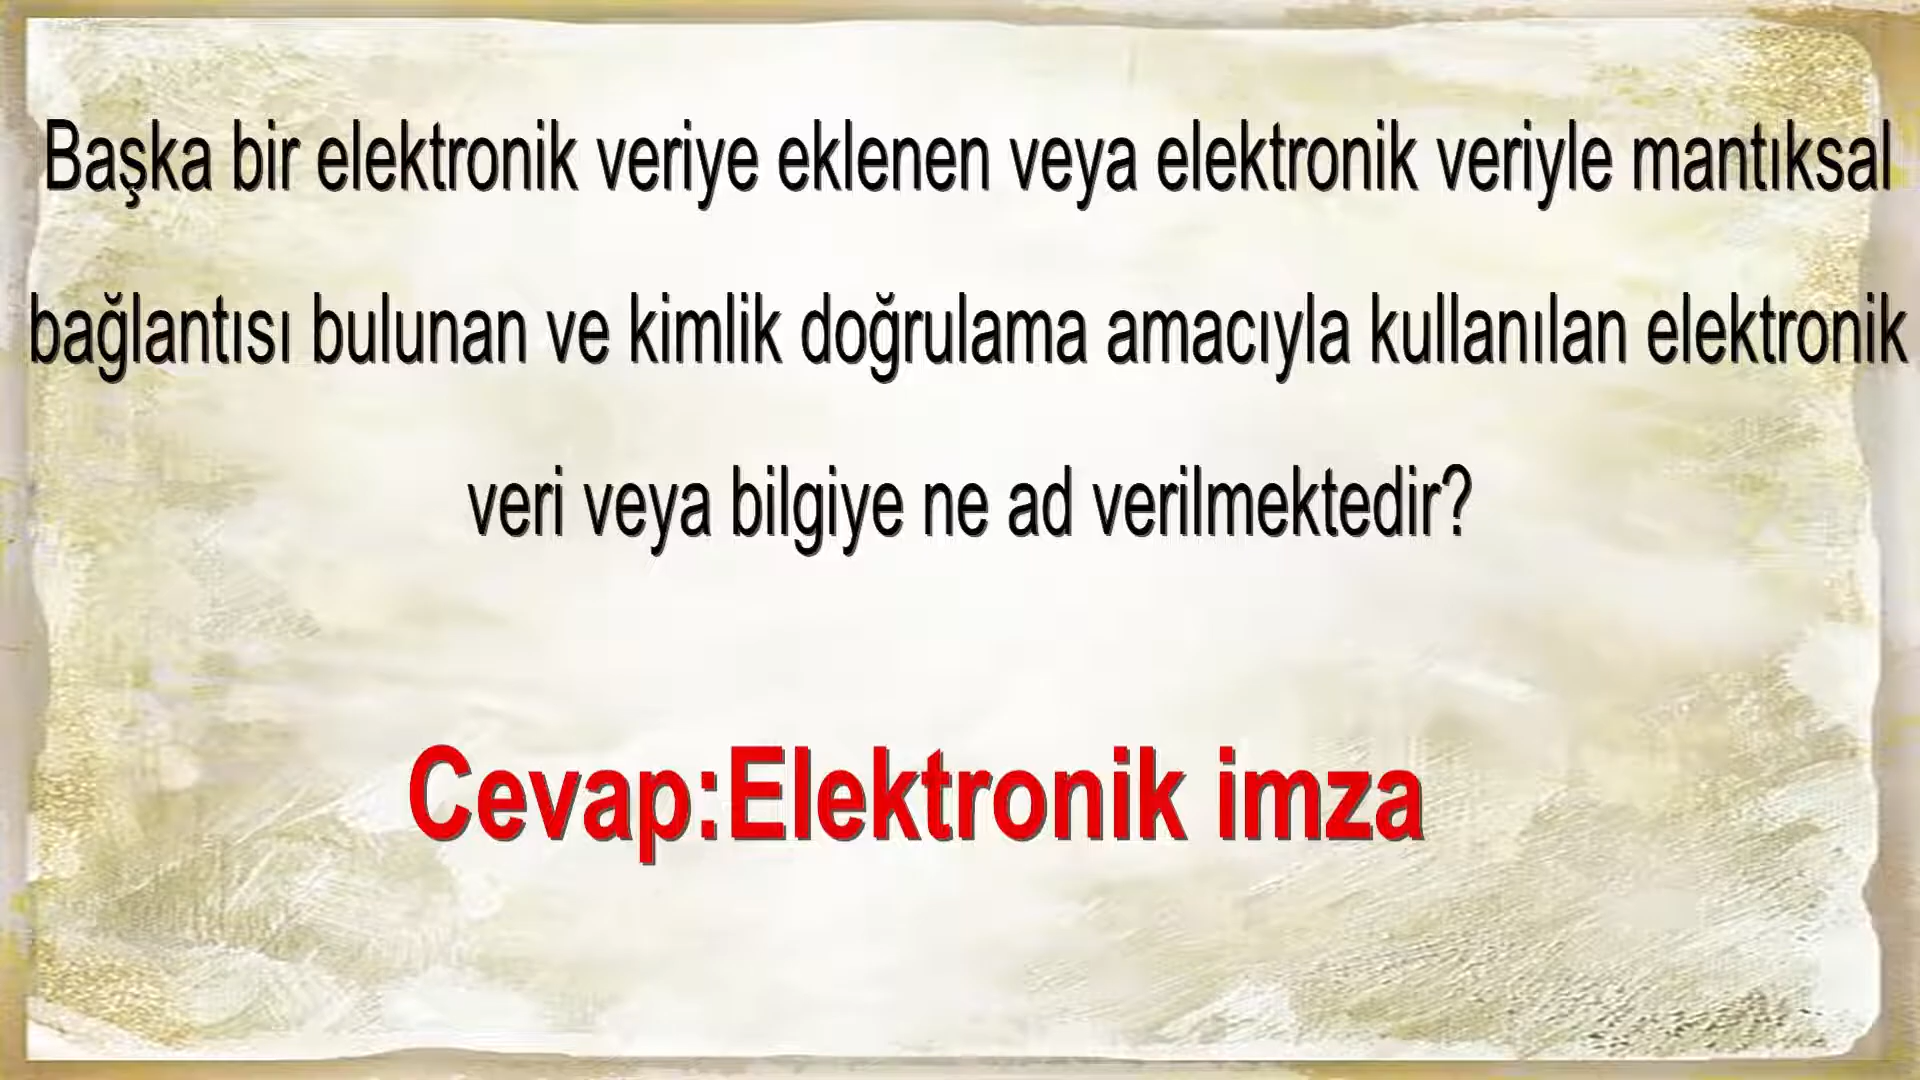 Başka bir elektronik veriye eklenen veya elektronik veriyle mantıksal
bağlantısı bulunan ve kimlik doğrulama amacıyla kullanılan elektronik
veri veya bilgiye ne ad verilmektedir?
Cevap:Elektronik imza